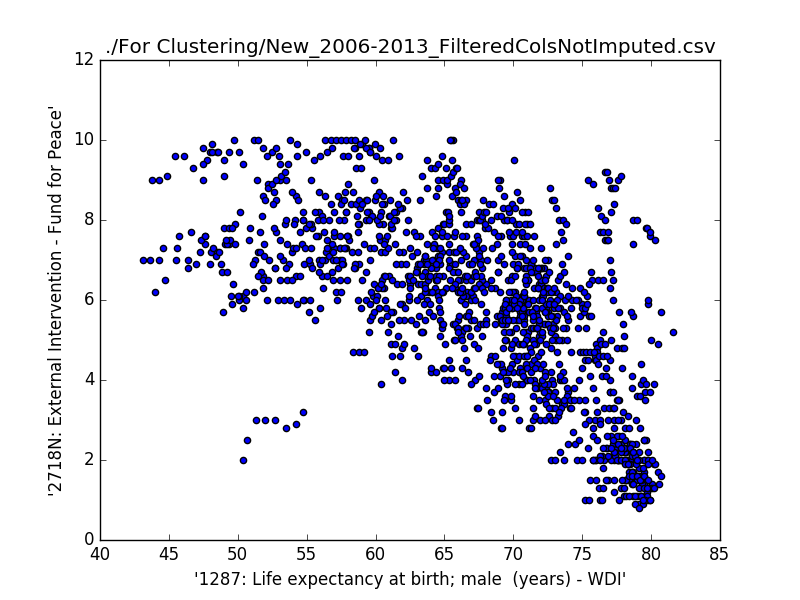 ./For Clustering/New_2006-2013_FilteredColsNotImputed.csv
12
10
8
6
4
2
0
'2718N: External Intervention - Fund for Peace'
40 45 50 55 60 65 70 75 80 85
'1287: Life expectancy at birth; male  (years) - WDI'